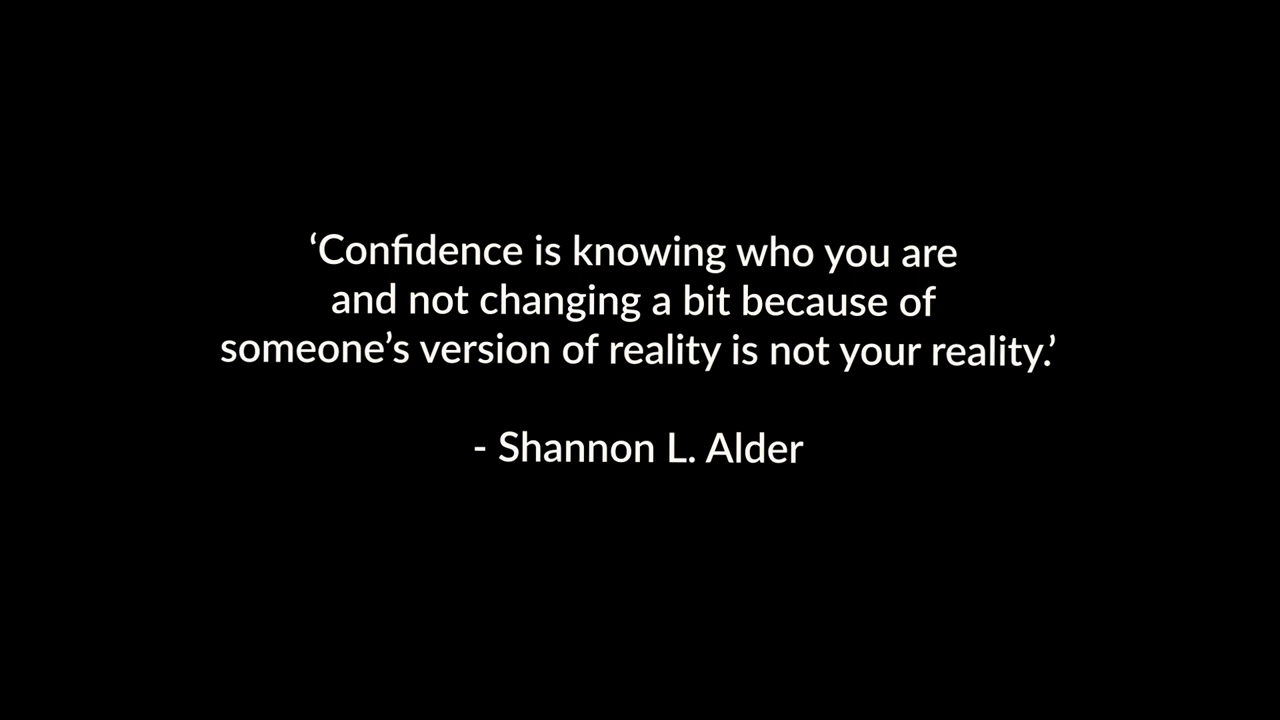 ‘Confidence is knowing who you are
and not changing a bit because of
someone’s version of reality is not your reality.’
- Shannon L. Alder